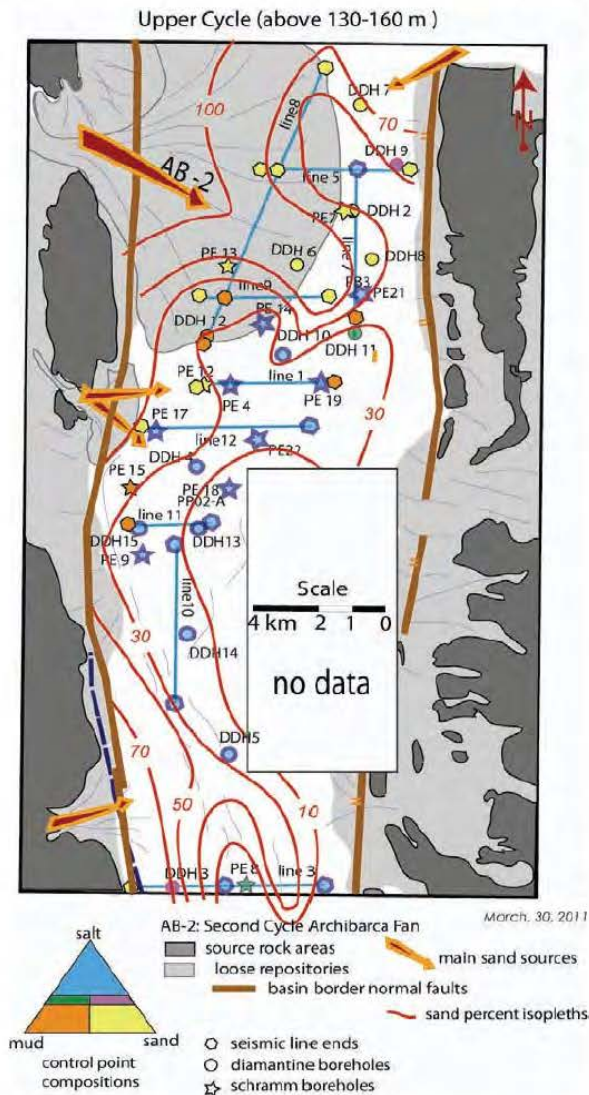 Upper Cycle (above 130-160 m )
N
100
AB-2
line8
DDH 7
70
DDH 9
line 5
PE7
DDH 2
line 7
PE 13
DDH 6
DDH8
line9
PE3
PE21
PE 14
DDH 12
DDH 10
DDH 11
PE 12
line 1
PE 4
PE 19
30
PE 17
line12
PE22
DDH 4
PE 15
PE 18
PP02-A
line 11
DDH15
DDH13
PE 9
line10
Scale
4 km 2 1 0
no data
30
DDH14
DDH5
70
50
10
DDH 3
PE 8
line 3
March, 30, 2011
AB-2: Second Cycle Archibarca Fan
source rock areas
loose repositories
main sand sources
basin border normal faults
sand percent isopleths
salt
mud
sand
control point
compositions
seismic line ends
diamantine boreholes
schramm boreholes